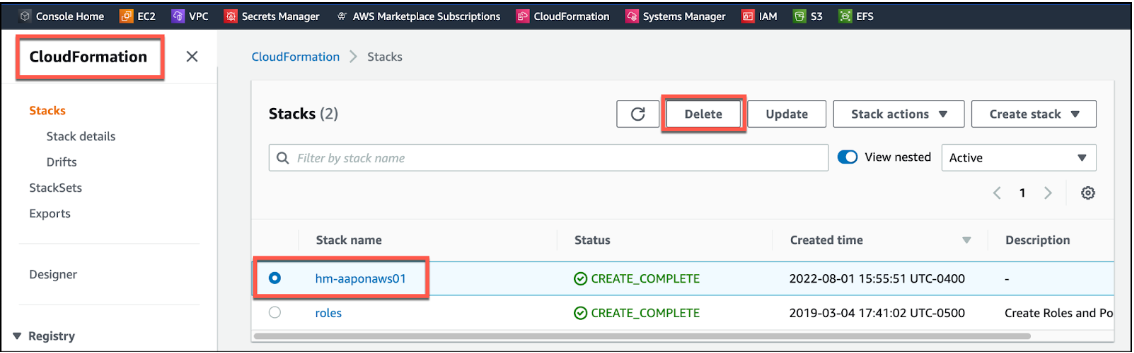 Console Home EC2 VPC Secrets Manager AWS Marketplace Subscriptions CloudFormation Systems Manager IAM S3 EFS
CloudFormation
Stacks
Stack details
Drifts
StackSets
Exports
Designer
Registry
CloudFormation > Stacks
Stacks (2)
Delete
Update
Stack actions
Create stack
Filter by stack name
View nested
Active
1
Stack name Status Created time Description
hm-aaponaws01 CREATE_COMPLETE 2022-08-01 15:55:51 UTC-0400 -
roles CREATE_COMPLETE 2019-03-04 17:41:02 UTC-0500 Create Roles and Po